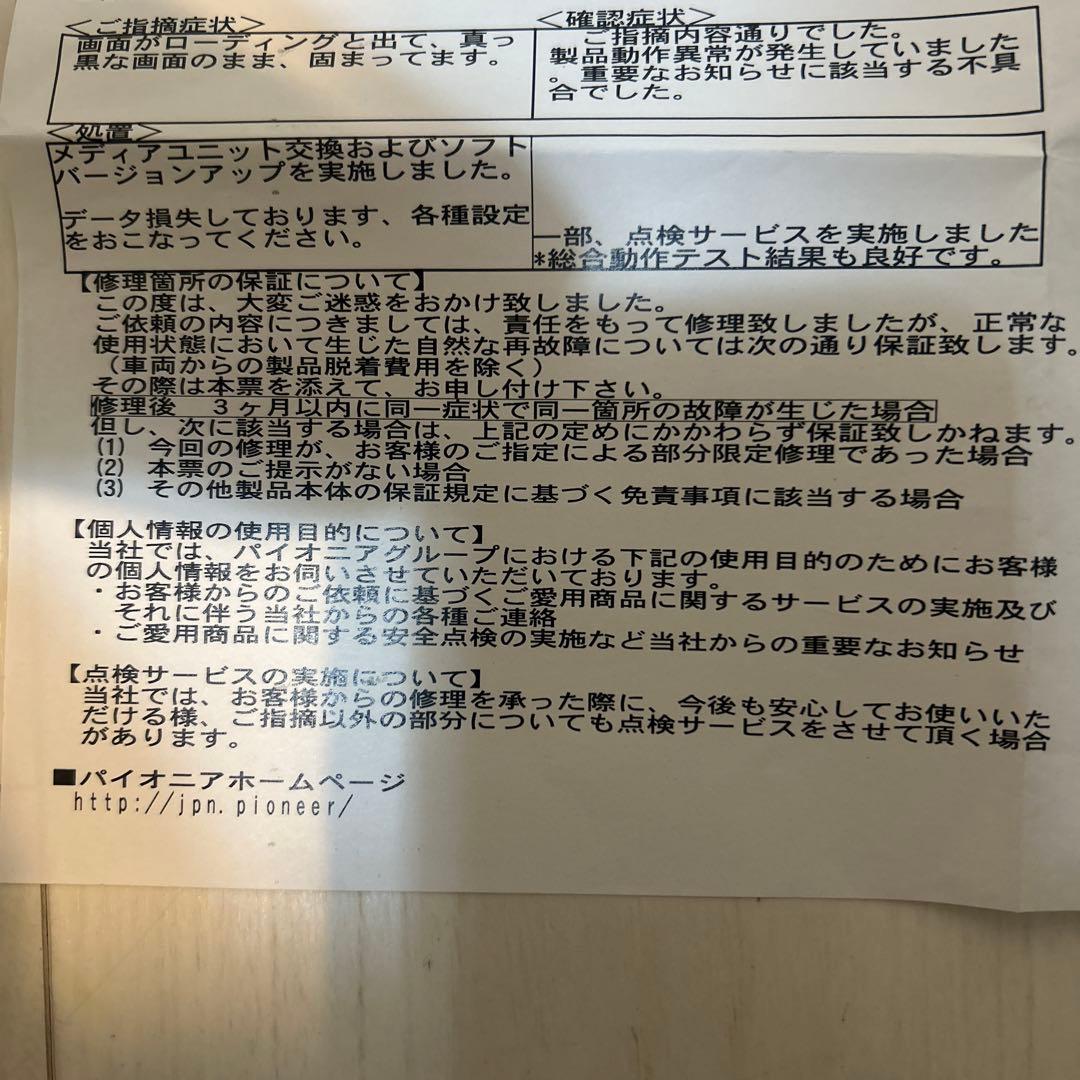 ＜ご指摘症状＞
画面がローディングと出て、真っ
黒な画面のまま、固まってます。
＜確認症状＞
ご指摘内容通りでした。
製品動作異常が発生していました
。重要なお知らせに該当する不具
合でした。
＜処置＞
メディアユニット交換およびソフト
バージョンアップを実施しました。
データ損失しております、各種設定
をおこなってください。
一部、点検サービスを実施しました
*総合動作テスト結果も良好です。
【修理箇所の保証について】
この度は、大変ご迷惑をおかけ致しました。
ご依頼の内容につきましては、責任をもって修理致しましたが、正常な
使用状態において生じた自然な再故障については次の通り保証致します。
（車両からの製品脱着費用を除く）
その際は本票を添えて、お申し付け下さい。
修理後　３ヶ月以内に同一症状で同一箇所の故障が生じた場合
但し、次に該当する場合は、上記の定めにかかわらず保証致しかねます。
(1) 今回の修理が、お客様のご指定による部分限定修理であった場合
(2) 本票のご提示がない場合
(3) その他製品本体の保証規定に基づく免責事項に該当する場合
【個人情報の使用目的について】
当社では、パイオニアグループにおける下記の使用目的のためにお客様
の個人情報をお伺いさせていただいております。
・お客様からのご依頼に基づくご愛用商品に関するサービスの実施及び
それに伴う当社からの各種ご連絡
・ご愛用商品に関する安全点検の実施など当社からの重要なお知らせ
【点検サービスの実施について】
当社では、お客様からの修理を承った際に、今後も安心してお使いいた
だける様、ご指摘以外の部分についても点検サービスをさせて頂く場合
があります。
■パイオニアホームページ
http://jpn.pioneer/